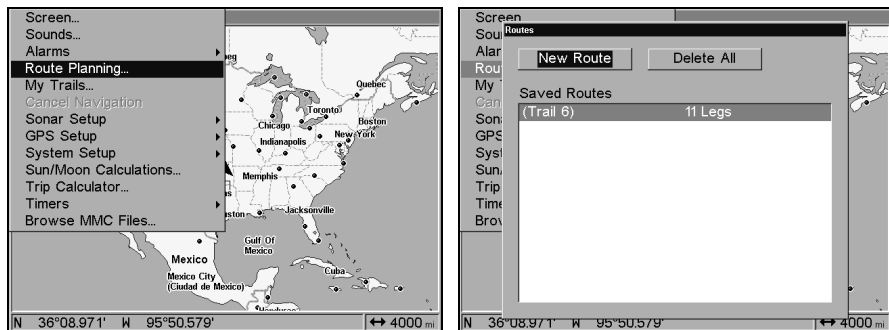 Screen...
Sounds...
Alarms
Route Planning...
My Trails...
Cancel Navigation
Sonar Setup
GPS Setup
System Setup
Sun/Moon Calculations...
Trip Calculator...
Timers
Browse MMC Files...
Quebec
Toronto
Boston
Chicago
New York
Indianapolis
Memphis
Jacksonville
Gulf Of
Mexico
Mexico
Mexico City
(Ciudad de Mexico)
Cuba
N 36°08.971' W 95°50.579' ↔ 4000 mi
Screen
Routes
New Route
Delete All
Saved Routes
(Trail 6) 11 Legs
N 36°08.971' W 95°50.579' ↔ 4000 mi